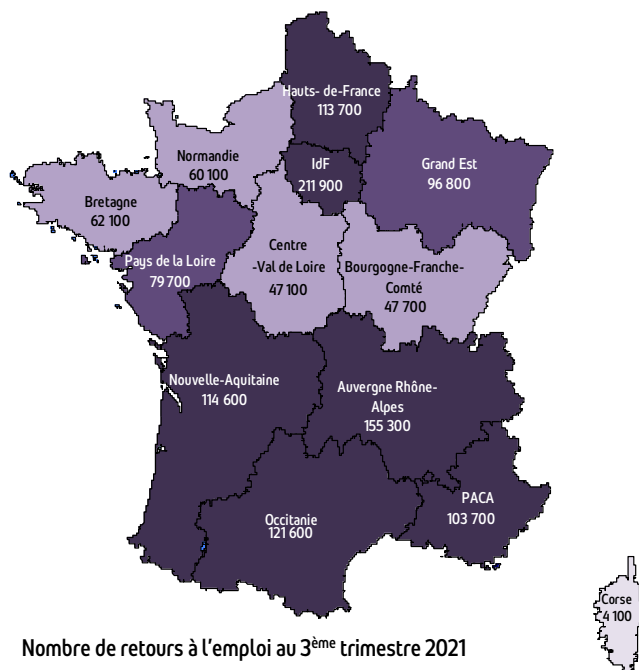 Hauts- de-France
113 700
Normandie
60 100
IdF
211 900
Grand Est
96 800
Bretagne
62 100
Pays de la Loire
79 700
Centre
-Val de Loire
47 100
Bourgogne-Franche-
Comté
47 700
Nouvelle-Aquitaine
114 600
Auvergne Rhône-
Alpes
155 300
Occitanie
121 600
PACA
103 700
Corse
4 100
Nombre de retours à l'emploi au 3ème trimestre 2021